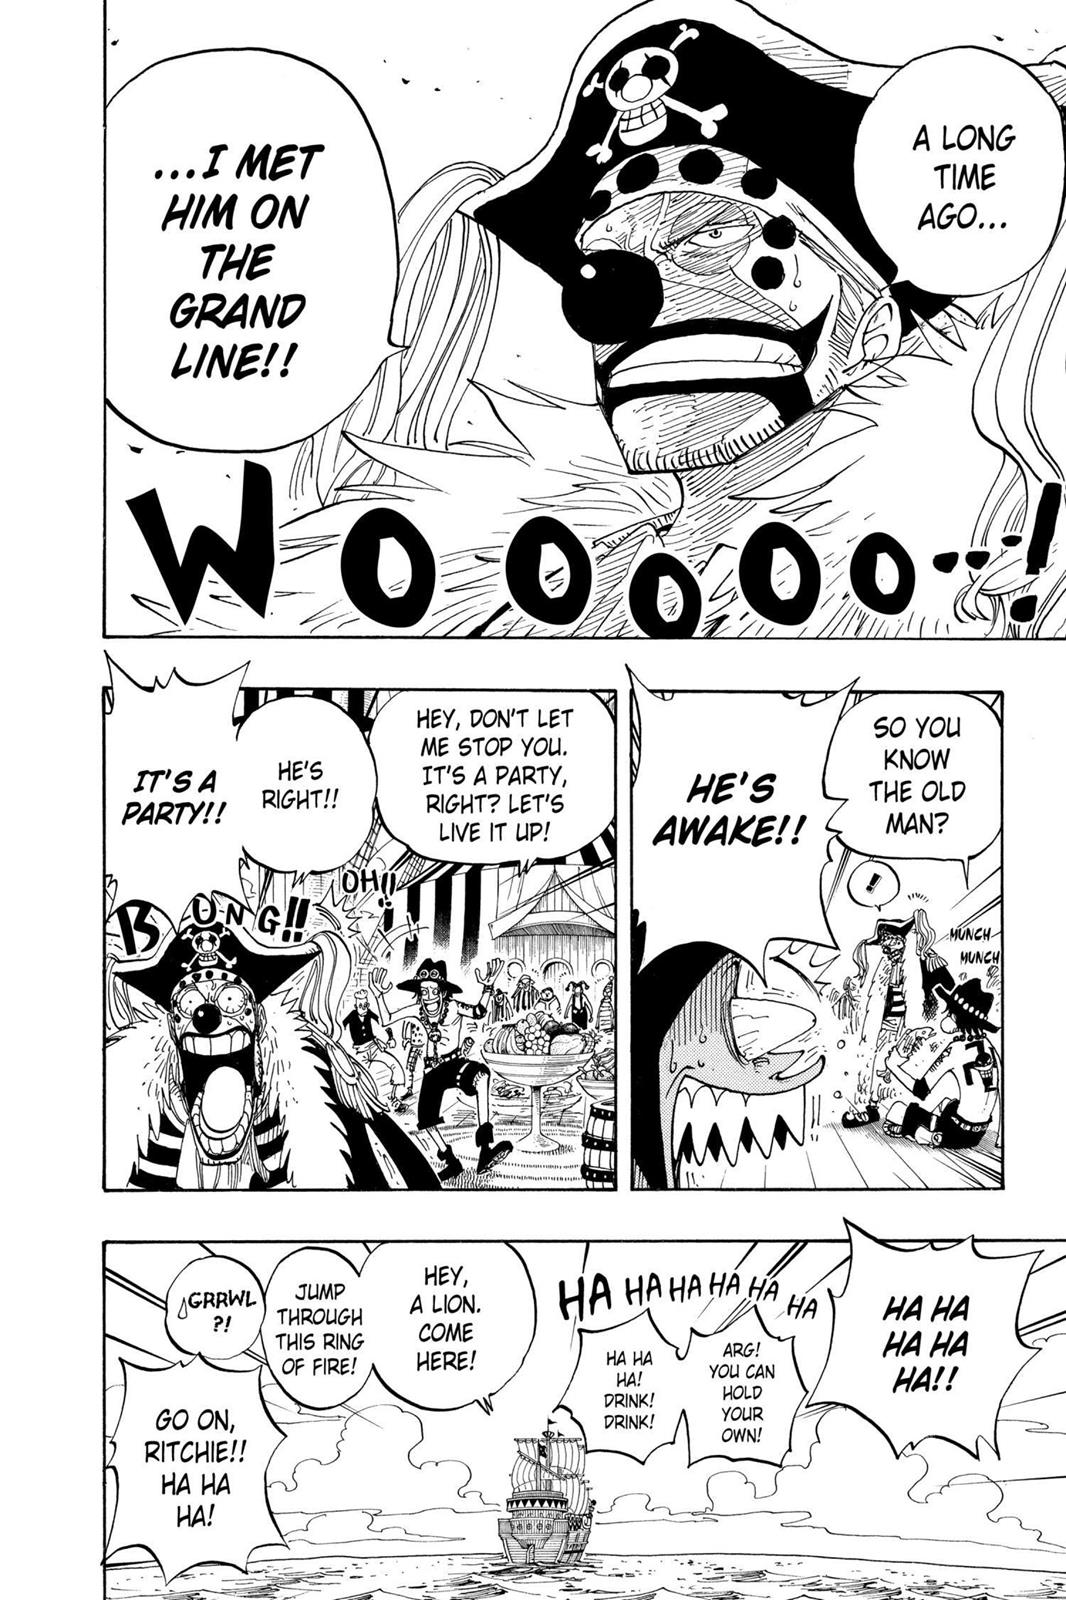 A LONG
TIME
AGO...
...I MET
HIM ON
THE
GRAND
LINE!!
WOOOOOO...!
SO YOU
KNOW
THE OLD
MAN?
!
MUNCH
MUNCH
HE'S
AWAKE!!
HEY, DON'T LET
ME STOP YOU.
IT'S A PARTY,
RIGHT? LET'S
LIVE IT UP!
HE'S
RIGHT!!
OH!!
IT'S A
PARTY!!
BONG!!
HA HA
HA HA
HA!!
HA HA HA HA HA HA
ARG!
YOU CAN
HOLD
YOUR
OWN!
HA HA
HA!
DRINK!
DRINK!
HEY,
A LION.
COME
HERE!
JUMP
THROUGH
THIS RING
OF FIRE!
GRRWL
?!
GO ON,
RITCHIE!!
HA HA
HA!